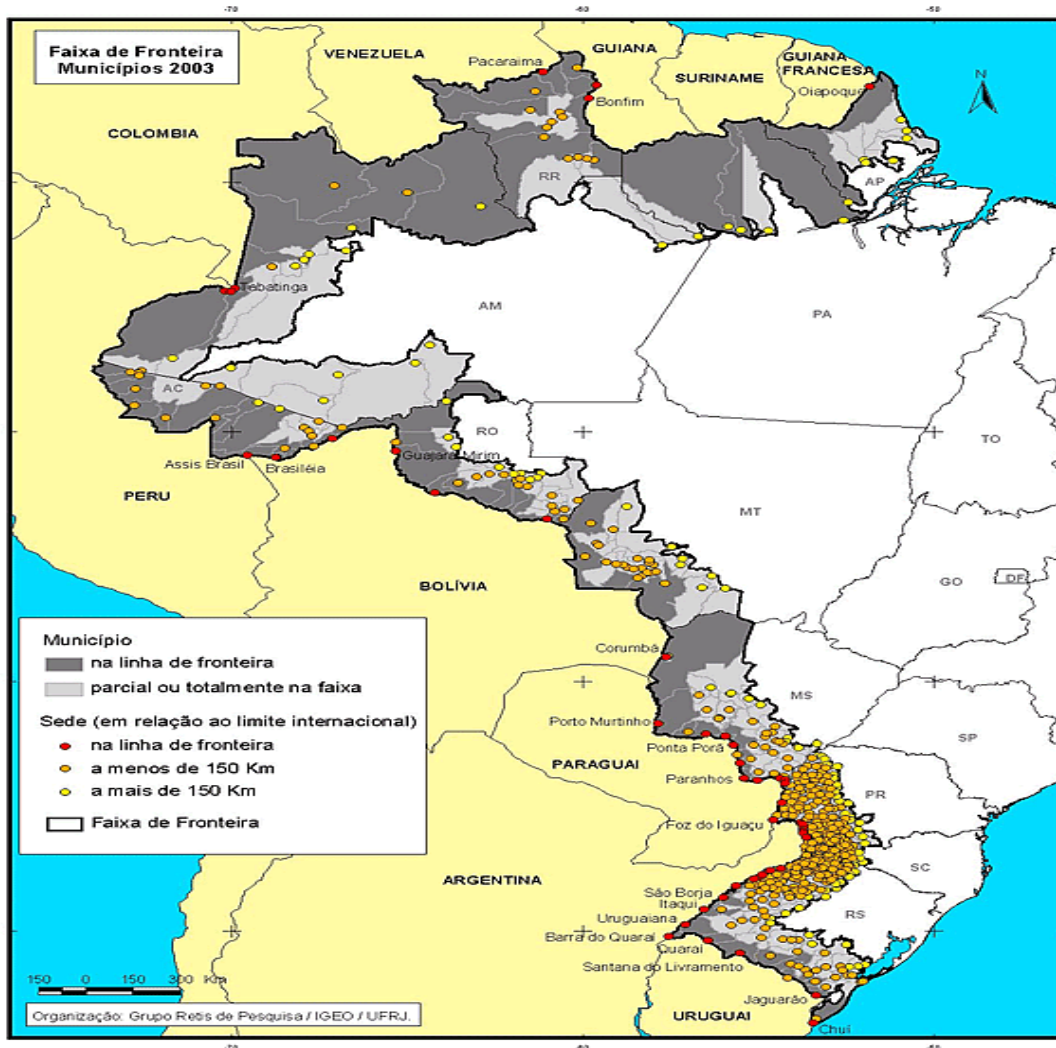 -70
-60
-50
Faixa de Fronteira
Municípios 2003
VENEZUELA
GUIANA
Pacaraima
GUIANA
FRANCESA
SURINAME
Oiapoque
N
Bonfim
COLOMBIA
RR
AP
Tabatinga
AM
PA
AC
RO
TO
Guajará Mirim
Assis Brasil
Brasiléia
PERU
MT
BOLÍVIA
GO
DF
Município
na linha de fronteira
parcial ou totalmente na faixa
Sede (em relação ao limite internacional)
na linha de fronteira
a menos de 150 Km
a mais de 150 Km
Faixa de Fronteira
Corumbá
MS
Porto Murtinho
SP
Ponta Porã
PARAGUAI
Paranhos
PR
Foz do Iguaçu
SC
ARGENTINA
São Borja
Itaqui
RS
Uruguaiana
Barra do Quaraí
Quaraí
Santana do Livramento
150 0 150 300 Km
Jaguarão
Organização: Grupo Retis de Pesquisa / IGEO / UFRJ.
URUGUAI
Chuí
-70